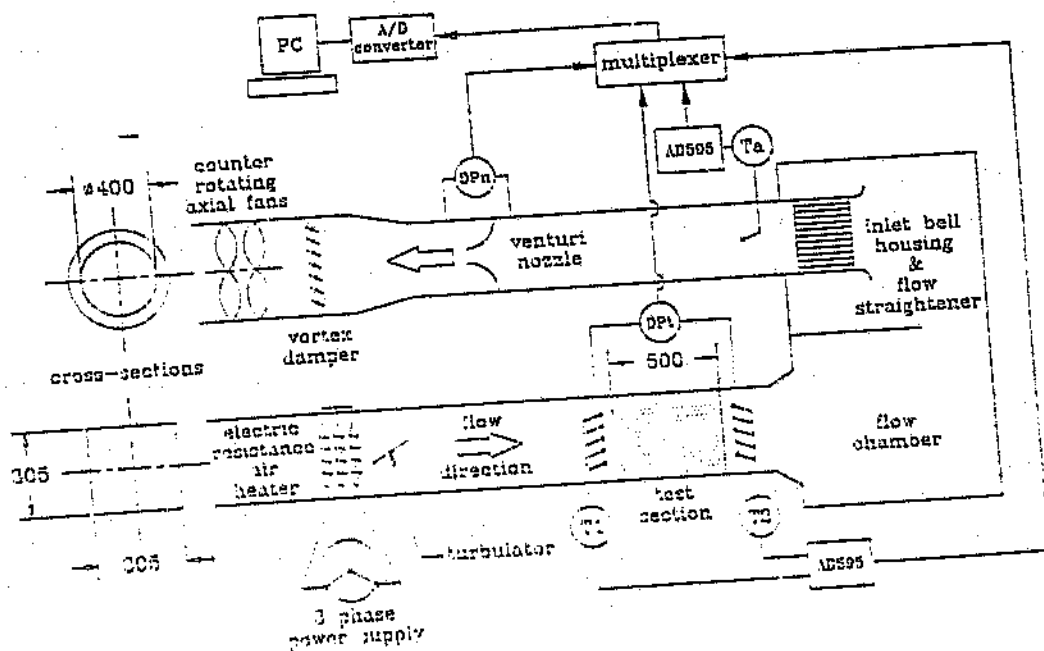 PC
A/D
converter
multiplexer
AD595
Ta
DPn
ø400
counter
rotating
axial fans
venturi
nozzle
inlet bell
housing
&
flow
straightener
vortex
damper
DPt
500
cross-sections
electric
resistance
air
heater
flow
direction
flow
chamber
305
test
section
305
turbulator
AD595
3 phase
power supply